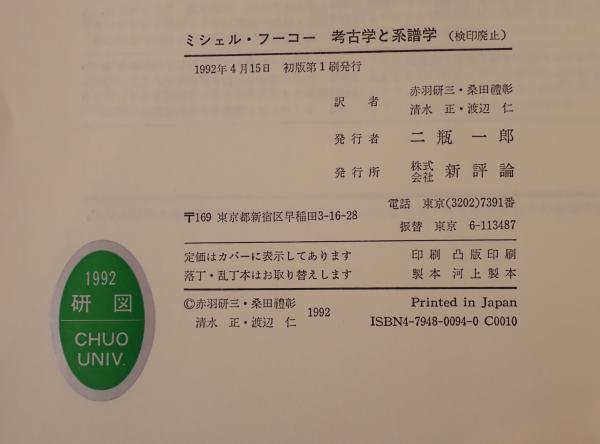 ミシェル・フーコー 考古学と系譜学 (検印廃止)
1992年4月15日 初版第1刷発行
訳者 赤羽研三・桑田禮彰
清水 正・渡辺 仁
発行者 二瓶一郎
発行所 株式会社 新評論
〒169 東京都新宿区早稲田3-16-28
電話 東京(3202)7391番
振替 東京 6-113487
定価はカバーに表示してあります
落丁・乱丁本はお取り替えします
印刷 凸版印刷
製本 河上製本
©赤羽研三・桑田禮彰
清水 正・渡辺 仁 1992
Printed in Japan
ISBN4-7948-0094-0 C0010
1992
研図
CHUO
UNIV.